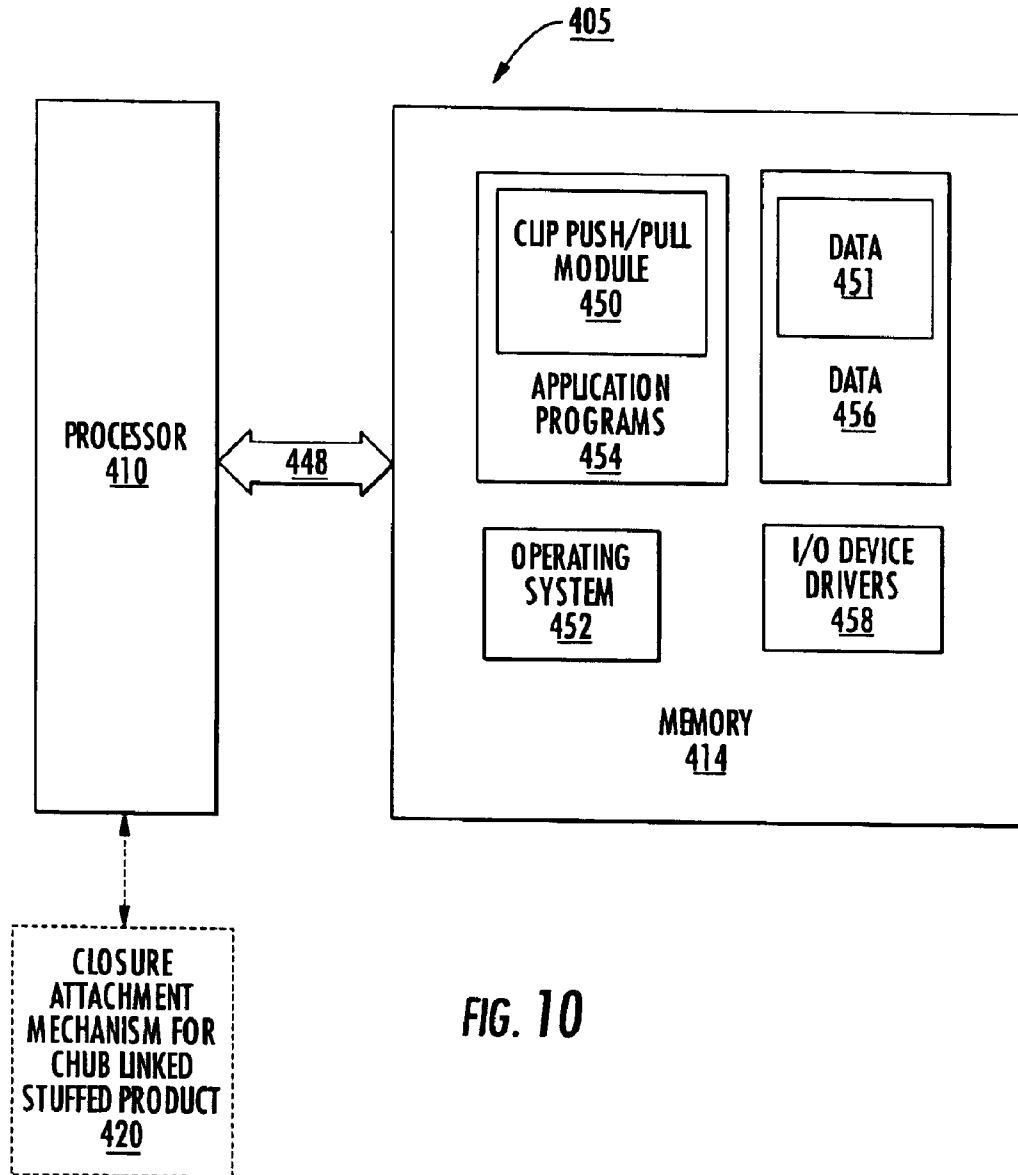 405
CLIP PUSH/PULL
MODULE
450
APPLICATION
PROGRAMS
454
DATA
451
DATA
456
PROCESSOR
410
448
OPERATING
SYSTEM
452
I/O DEVICE
DRIVERS
458
MEMORY
414
CLOSURE
ATTACHMENT
MECHANISM FOR
CHUB LINKED
STUFFED PRODUCT
420
FIG. 10